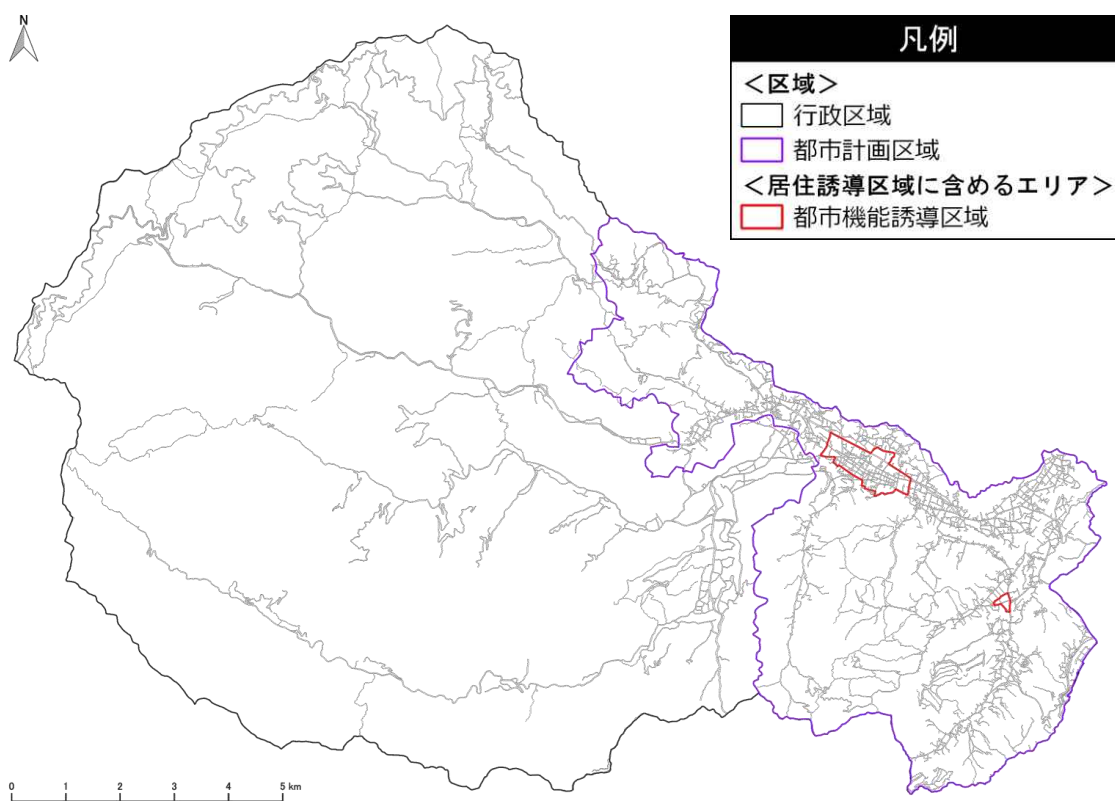 N
凡例
＜区域＞
行政区域
都市計画区域
＜居住誘導区域に含めるエリア＞
都市機能誘導区域
0 1 2 3 4 5 km